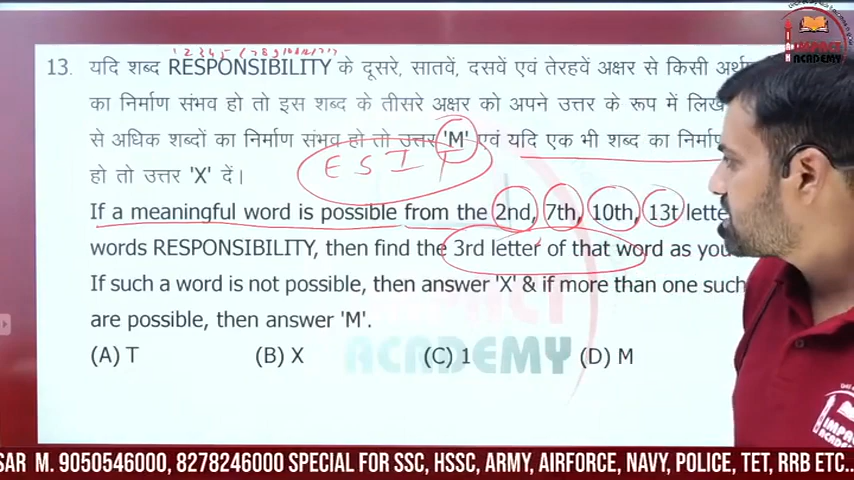 IMPACT
ACADEMY
13. यदि शब्द RESPONSIBILITY के दूसरे, सातवें, दसवें एवं तेरहवें अक्षर से किसी
का निर्माण संभव हो तो इस शब्द के तीसरे अक्षर को अपने उत्तर के रूप में
से अधिक शब्दों का निर्माण संभव हो तो उत्तर 'M' एवं यदि एक भी शब्द का
E S I T
हो तो उत्तर 'X' दें।
If a meaningful word is possible from the 2nd, 7th, 10th, 13t
words RESPONSIBILITY, then find the 3rd letter of that word as
If such a word is not possible, then answer 'X' & if more than one such
are possible, then answer 'M'.
IMPACT
ACADEMY
(A) T (B) X (C) 1 (D) M
IMPACT
SAR M. 9050546000, 8278246000 SPECIAL FOR SSC, HSSC, ARMY, AIRFORCE, NAVY, POLICE, TET, RRB ETC..